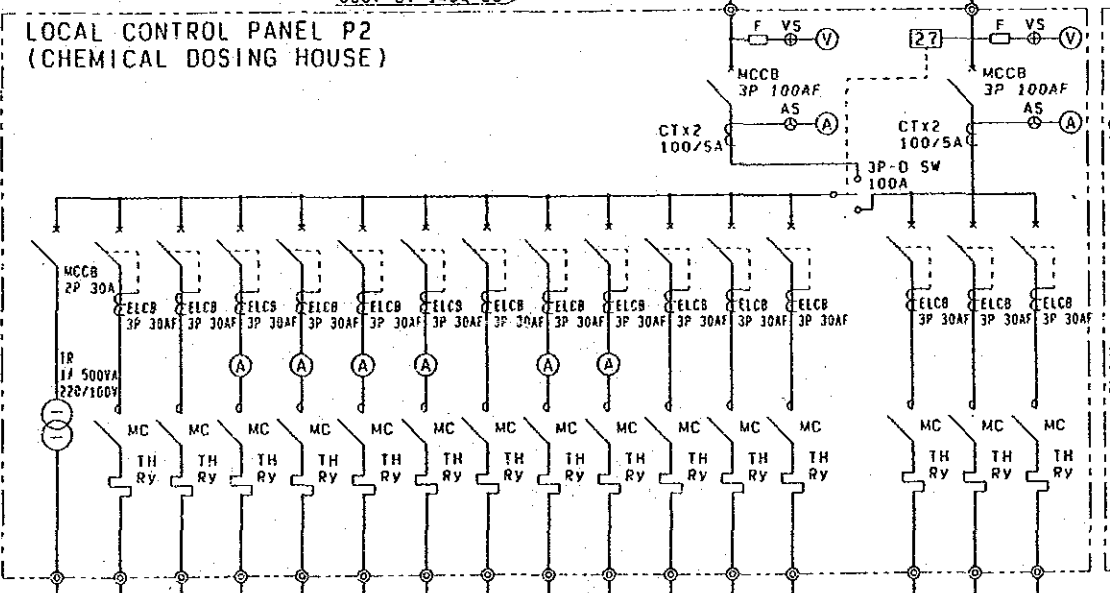 LOCAL CONTROL PANEL P2
(CHEMICAL DOSING HOUSE)
F VS V
27 F VS V
MCCB
3P 100AF
AS
A
CTx2
100/5A
MCCB
3P 100AF
AS
A
CTx2
100/5A
3P-D SW
100A
MCCB
2P 30A
ELCB ELCB ELCB ELCB ELCB ELCB ELCB ELCB ELCB ELCB ELCB ELCB ELCB ELCB ELCB
3P 30AF 3P 30AF 3P 30AF 3P 30AF 3P 30AF 3P 30AF 3P 30AF 3P 30AF 3P 30AF 3P 30AF 3P 30AF 3P 30AF 3P 30AF 3P 30AF 3P 30AF
A A A A A A
TR
500VA
220/100V
MC MC MC MC MC MC MC MC MC MC MC MC MC MC MC
TH TH TH TH TH TH TH TH TH TH TH TH TH TH TH
Ry Ry Ry Ry Ry Ry Ry Ry Ry Ry Ry Ry Ry Ry Ry